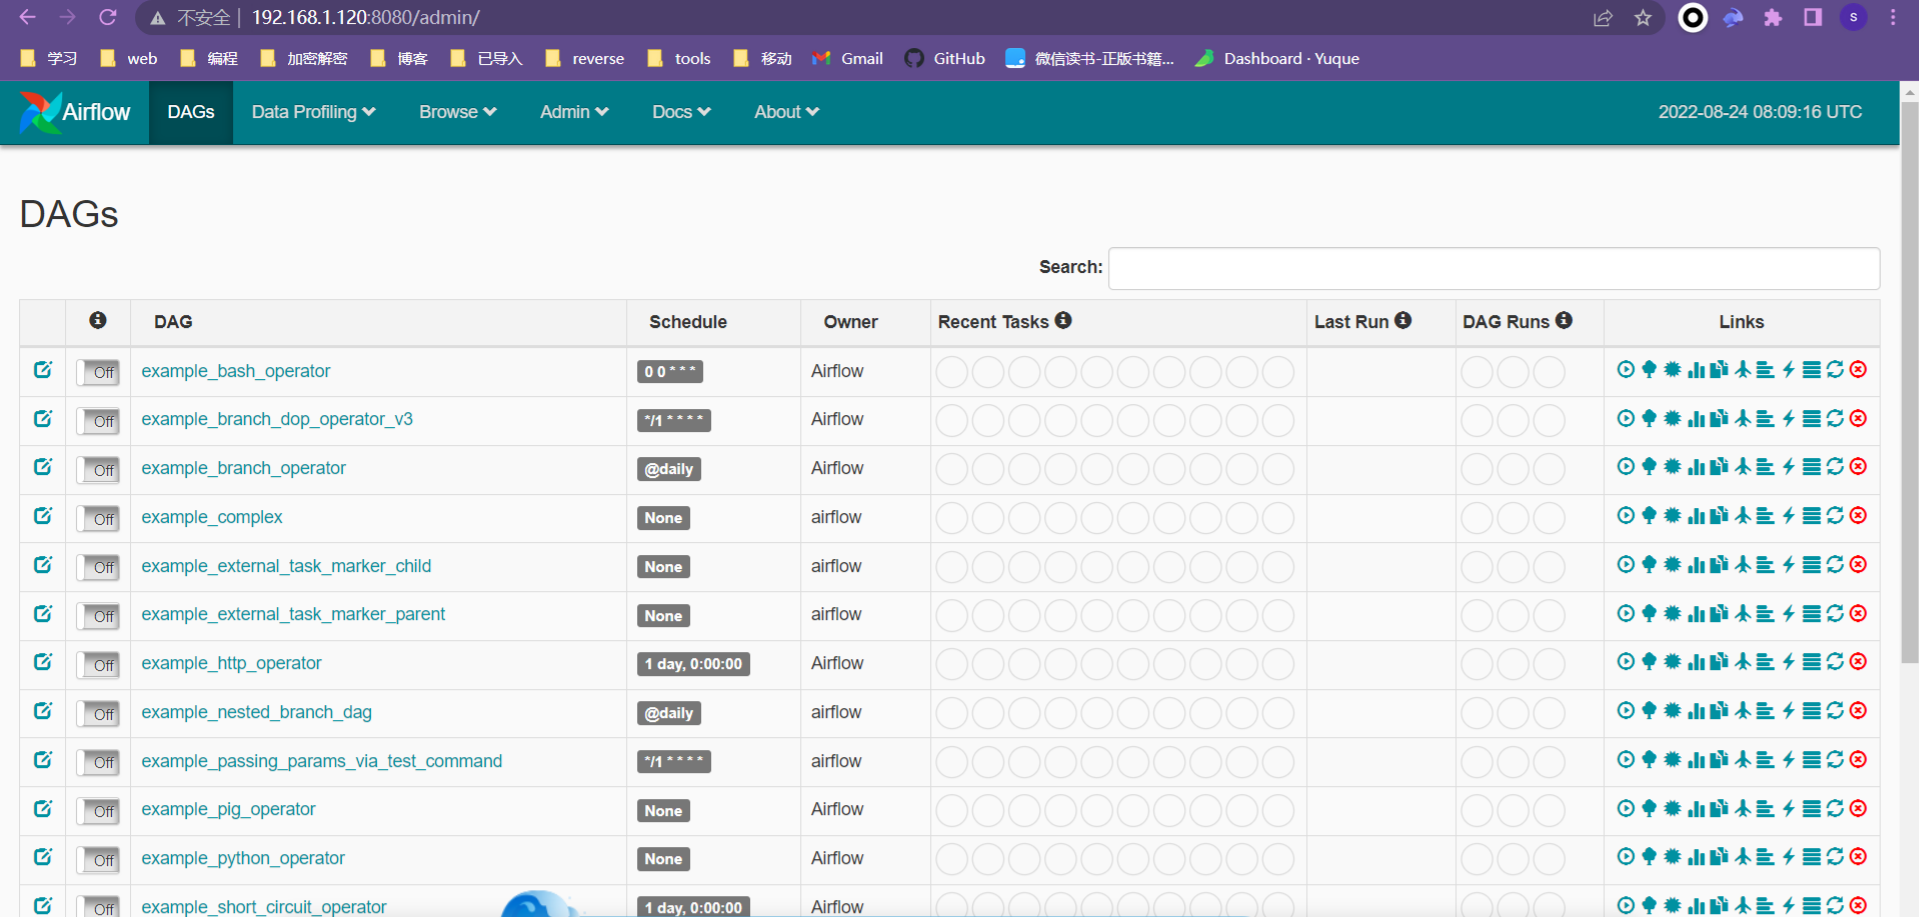 不安全 | 192.168.1.120:8080/admin/
S
学习 web 编程 加密解密 博客 已导入 reverse tools 移动 Gmail GitHub 微信读书-正版书籍... Dashboard · Yuque
Airflow DAGs Data Profiling Browse Admin Docs About 2022-08-24 08:09:16 UTC
DAGs
Search:
DAG Schedule Owner Recent Tasks Last Run DAG Runs Links
Off example_bash_operator 0 0 * * * Airflow
Off example_branch_dop_operator_v3 */1 * * * * Airflow
Off example_branch_operator @daily Airflow
Off example_complex None airflow
Off example_external_task_marker_child None airflow
Off example_external_task_marker_parent None airflow
Off example_http_operator 1 day, 0:00:00 Airflow
Off example_nested_branch_dag @daily airflow
Off example_passing_params_via_test_command */1 * * * * airflow
Off example_pig_operator None Airflow
Off example_python_operator None Airflow
Off example_short_circuit_operator 1 day, 0:00:00 Airflow